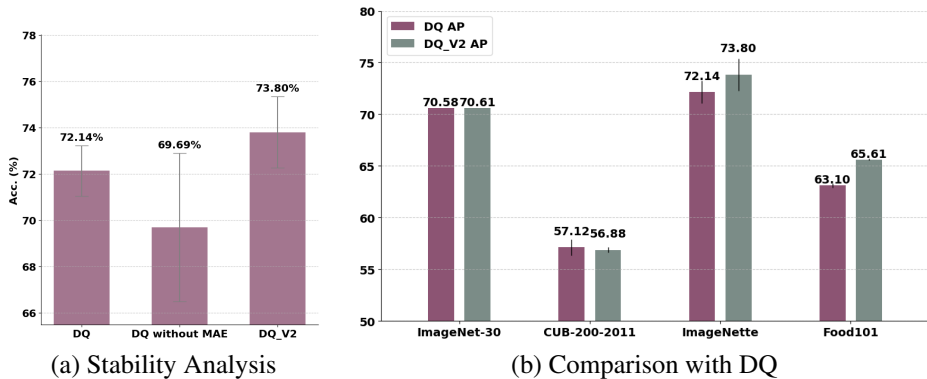 78
76
74
72
70
68
66
Acc. (%)
72.14%
69.69%
73.80%
DQ
DQ without MAE
DQ_V2
(a) Stability Analysis
80
75
70
65
60
55
50
DQ AP
DQ_V2 AP
70.58
70.61
57.12
56.88
72.14
73.80
63.10
65.61
ImageNet-30
CUB-200-2011
ImageNette
Food101
(b) Comparison with DQ